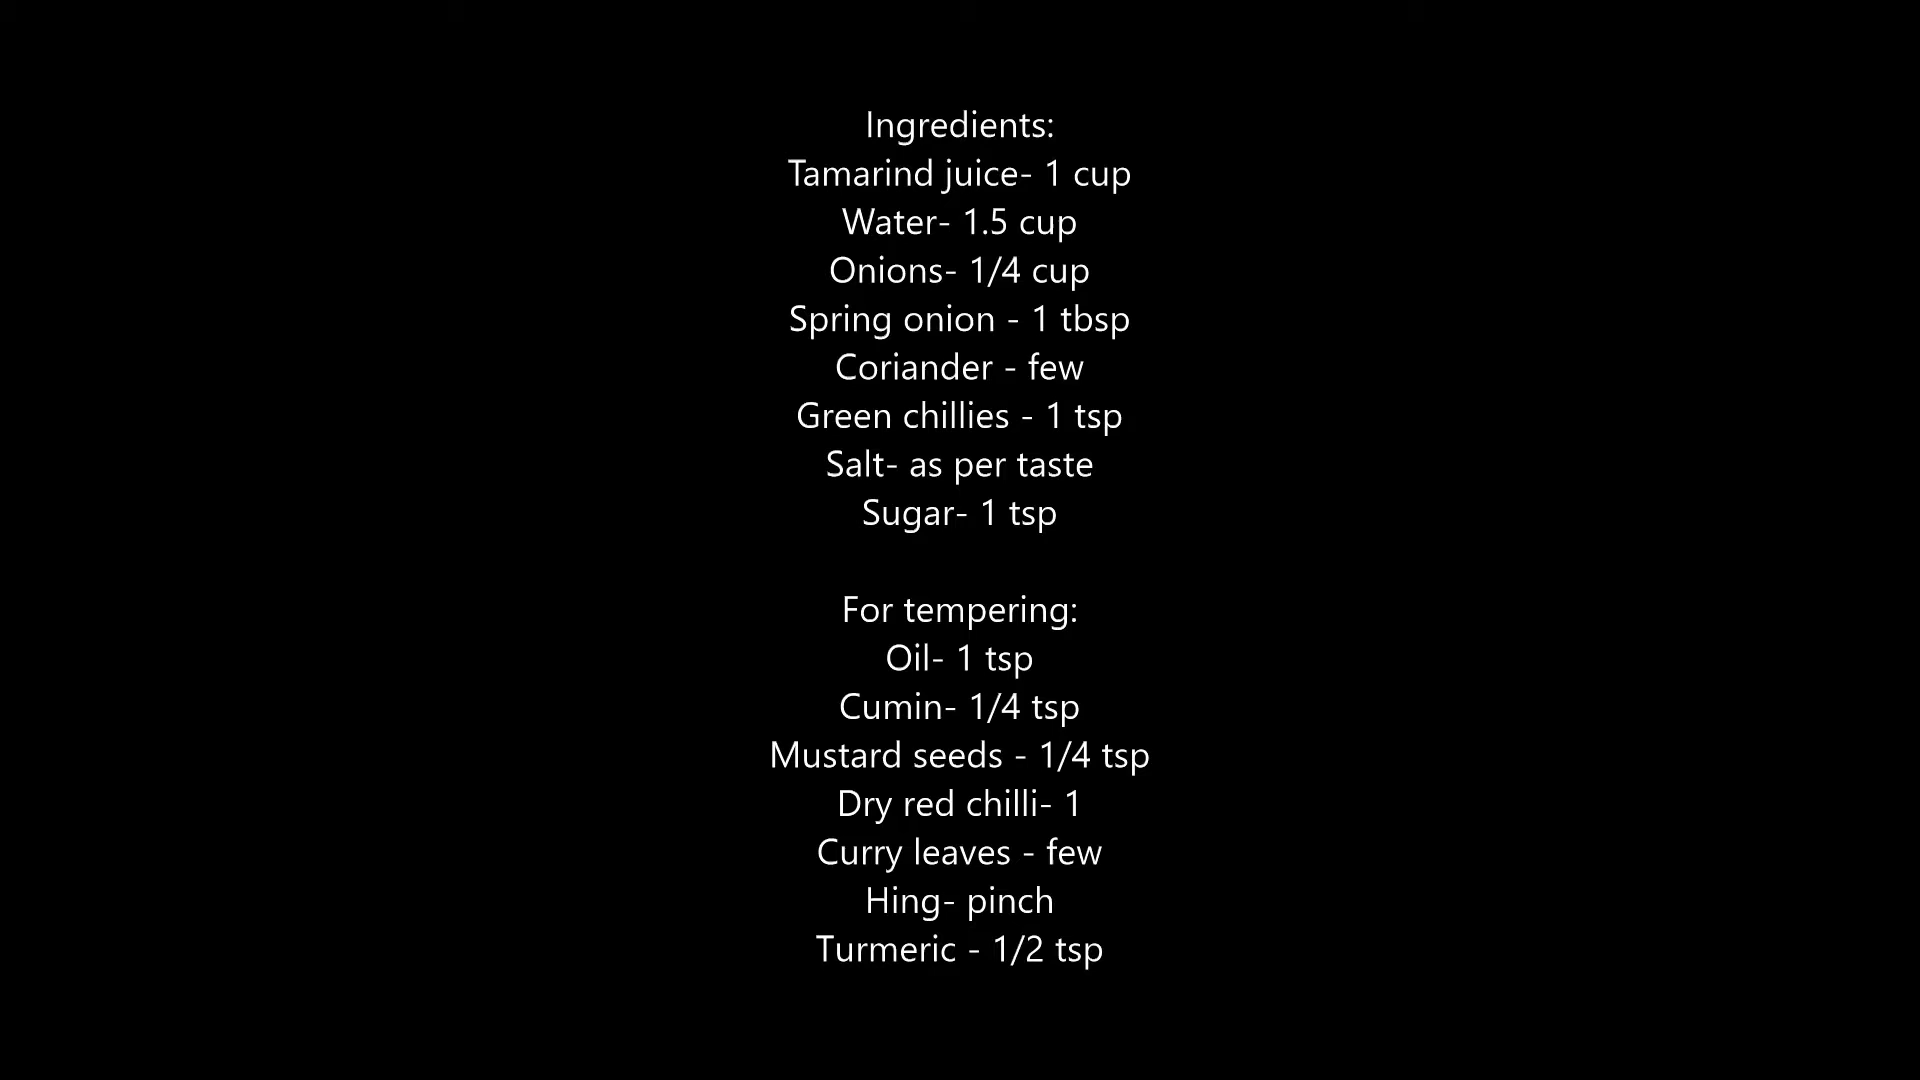 Ingredients:
Tamarind juice- 1 cup
Water- 1.5 cup
Onions- 1/4 cup
Spring onion - 1 tbsp
Coriander - few
Green chillies - 1 tsp
Salt- as per taste
Sugar- 1 tsp
For tempering:
Oil- 1 tsp
Cumin- 1/4 tsp
Mustard seeds - 1/4 tsp
Dry red chilli- 1
Curry leaves - few
Hing- pinch
Turmeric - 1/2 tsp